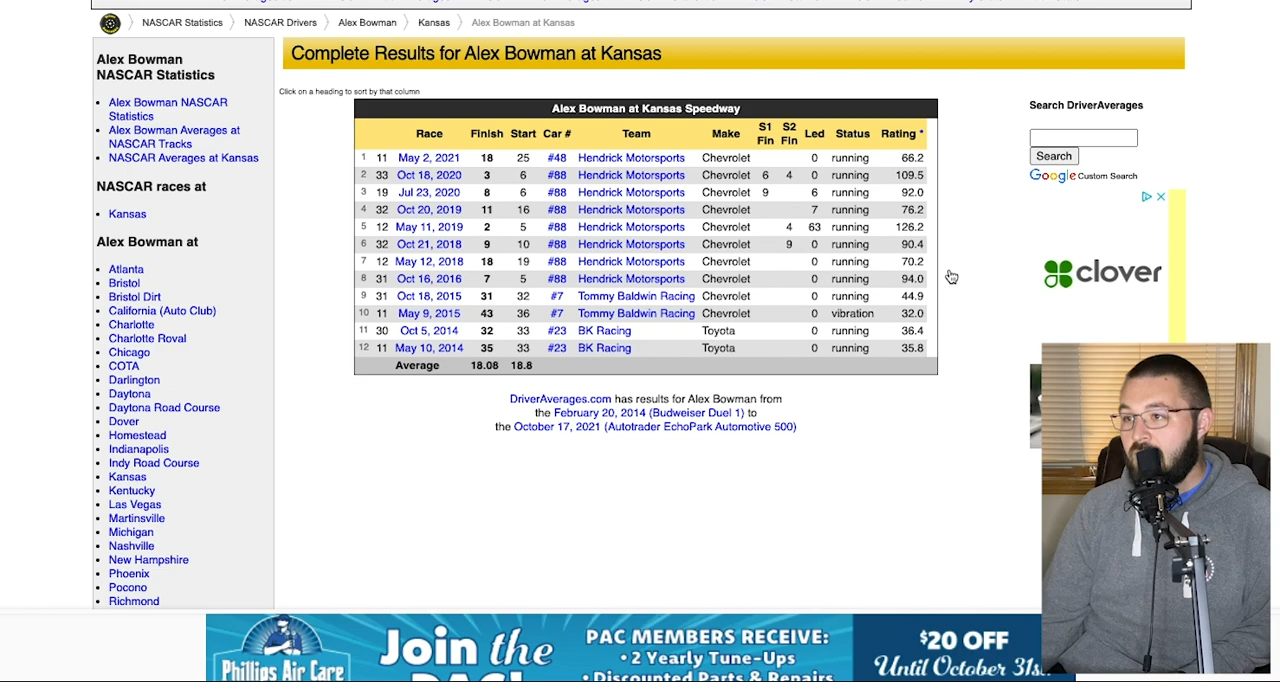 NASCAR Statistics NASCAR Drivers Alex Bowman Kansas Alex Bowman at Kansas
Alex Bowman
NASCAR Statistics
Alex Bowman NASCAR
Statistics
Alex Bowman Averages at
NASCAR Tracks
NASCAR Averages at Kansas
NASCAR races at
Kansas
Alex Bowman at
Atlanta
Bristol
Bristol Dirt
California (Auto Club)
Charlotte
Charlotte Roval
Chicago
COTA
Darlington
Daytona
Daytona Road Course
Dover
Homestead
Indianapolis
Indy Road Course
Kansas
Kentucky
Las Vegas
Martinsville
Michigan
Nashville
New Hampshire
Phoenix
Pocono
Richmond
Complete Results for Alex Bowman at Kansas
Click on a heading to sort by that column
Alex Bowman at Kansas Speedway
Race Finish Start Car # Team Make S1 Fin S2 Fin Led Status Rating *
1 11 May 2, 2021 18 25 #48 Hendrick Motorsports Chevrolet 0 running 66.2
2 33 Oct 18, 2020 3 6 #88 Hendrick Motorsports Chevrolet 6 4 0 running 109.5
3 19 Jul 23, 2020 8 6 #88 Hendrick Motorsports Chevrolet 9 6 running 92.0
4 32 Oct 20, 2019 11 16 #88 Hendrick Motorsports Chevrolet 7 running 76.2
5 12 May 11, 2019 2 5 #88 Hendrick Motorsports Chevrolet 4 63 running 126.2
6 32 Oct 21, 2018 9 10 #88 Hendrick Motorsports Chevrolet 9 0 running 90.4
7 12 May 12, 2018 18 19 #88 Hendrick Motorsports Chevrolet 0 running 70.2
8 31 Oct 16, 2016 7 5 #88 Hendrick Motorsports Chevrolet 0 running 94.0
9 31 Oct 18, 2015 31 32 #7 Tommy Baldwin Racing Chevrolet 0 running 44.9
10 11 May 9, 2015 43 36 #7 Tommy Baldwin Racing Chevrolet 0 vibration 32.0
11 30 Oct 5, 2014 32 33 #23 BK Racing Toyota 0 running 36.4
12 11 May 10, 2014 35 33 #23 BK Racing Toyota 0 running 35.8
Average 18.08 18.8
DriverAverages.com has results for Alex Bowman from
the February 20, 2014 (Budweiser Duel 1) to
the October 17, 2021 (Autotrader EchoPark Automotive 500)
Search DriverAverages
Search
Google Custom Search
clover
Phillips Air Care
Join the
PAC MEMBERS RECEIVE:
• 2 Yearly Tune-Ups
• Discounted Parts & Repairs
$20 OFF
Until October 31st